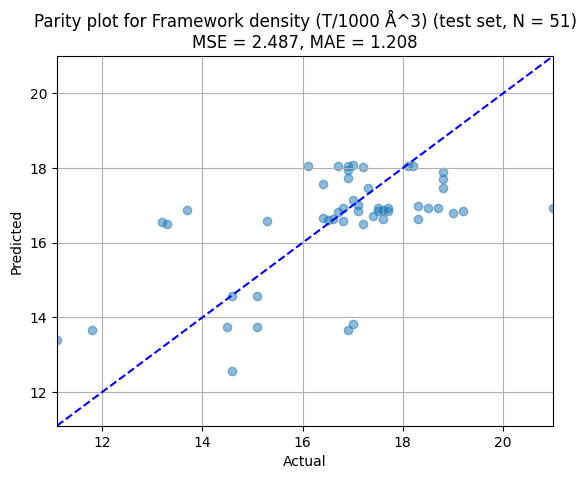 Parity plot for Framework density (T/1000 Å^3) (test set, N = 51)
MSE = 2.487, MAE = 1.208
20
18
16
14
12
Predicted
12
14
16
18
20
Actual